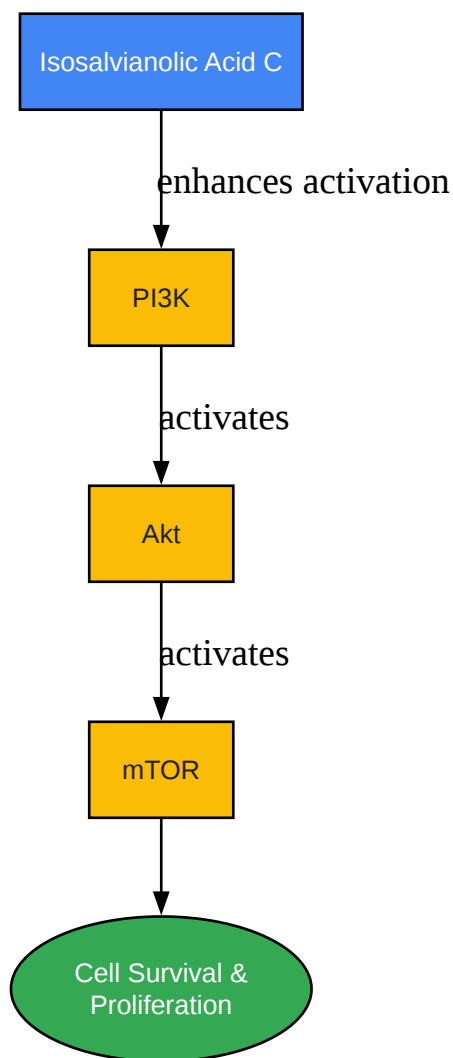 Isosalvianolic Acid C
enhances activation
PI3K
activates
Akt
activates
mTOR
Cell Survival &
Proliferation